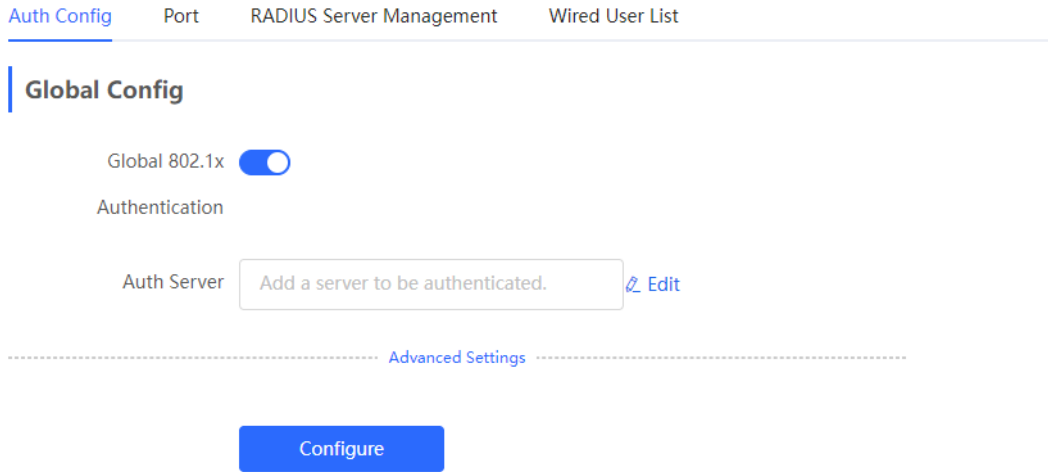 Auth Config Port RADIUS Server Management Wired User List
Global Config
Global 802.1x
Authentication
Auth Server Add a server to be authenticated. Edit
Advanced Settings
Configure